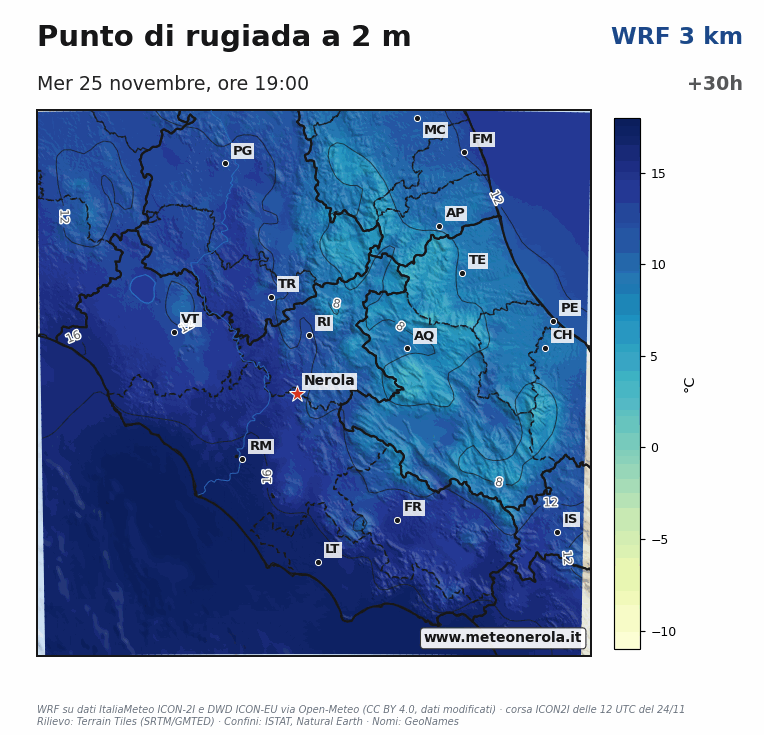 Punto di rugiada a 2 m
WRF 3 km
Mer 25 novembre, ore 19:00
+30h
MC
FM
PG
12
12
AP
TE
TR
8
PE
VT
RI
8
16
AQ
CH
15
10
5
0
−5
−10
°C
Nerola
RM
16
8
12
FR
IS
LT
12
www.meteonerola.it
WRF su dati ItaliaMeteo ICON-2I e DWD ICON-EU via Open-Meteo (CC BY 4.0, dati modificati) · corsa ICON2I delle 12 UTC del 24/11
Rilievo: Terrain Tiles (SRTM/GMTED) · Confini: ISTAT, Natural Earth · Nomi: GeoNames